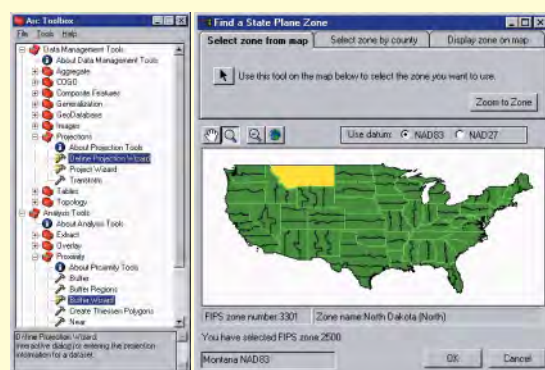 Arc Toolbox
File Tools Help
Data Management Tools
About Data Management Tools
Aggregate
COGO
Composite Features
Generalization
GeoDatabase
Images
Projections
About Projection Tools
Define Projection Wizard
Project Wizard
Transform
Tables
Topology
Analysis Tools
About Analysis Tools
Extract
Overlay
Proximity
About Proximity Tools
Buffer
Buffer Regions
Buffer Wizard
Create Thiessen Polygons
Near
Define Projection Wizard
Interactive dialog for entering the projection
information for a dataset.
Find a State Plane Zone
Select zone from map Select zone by county Display zone on map
Use this tool on the map below to select the zone you want to use.
Zoom to Zone
Use datum: NAD83 NAD27
FIPS zone number:3301 Zone name:North Dakota (North)
You have selected FIPS zone 2500
Montana NAD83 OK Cancel